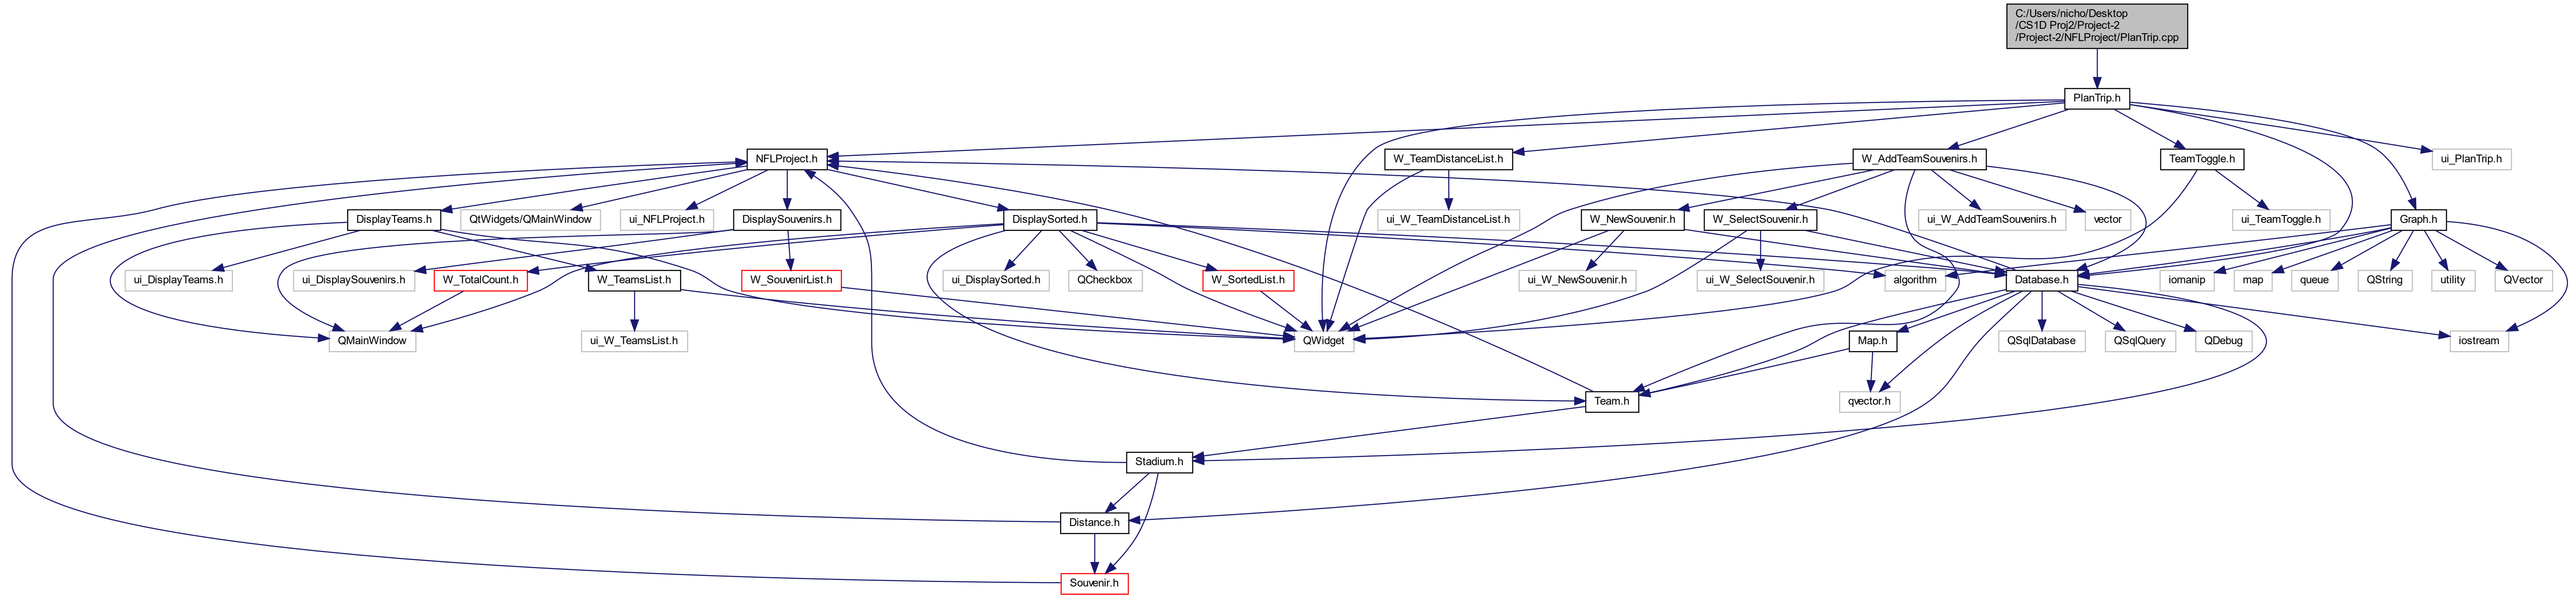 C:/Users/nicho/Desktop
/CS1D Proj2/Project-2
/Project-2/NFLProject/PlanTrip.cpp
PlanTrip.h
NFLProject.h
W_TeamDistanceList.h
W_AddTeamSouvenirs.h
TeamToggle.h
ui_PlanTrip.h
DisplayTeams.h
QtWidgets/QMainWindow
ui_NFLProject.h
DisplaySouvenirs.h
DisplaySorted.h
ui_W_TeamDistanceList.h
W_NewSouvenir.h
W_SelectSouvenir.h
ui_W_AddTeamSouvenirs.h
vector
ui_TeamToggle.h
Graph.h
ui_DisplayTeams.h
ui_DisplaySouvenirs.h
W_TotalCount.h
W_TeamsList.h
W_SouvenirList.h
ui_DisplaySorted.h
QCheckbox
W_SortedList.h
ui_W_NewSouvenir.h
ui_W_SelectSouvenir.h
algorithm
Database.h
iomanip
map
queue
QString
utility
QVector
QMainWindow
ui_W_TeamsList.h
QWidget
Map.h
QSqlDatabase
QSqlQuery
QDebug
iostream
Team.h
qvector.h
Stadium.h
Distance.h
Souvenir.h